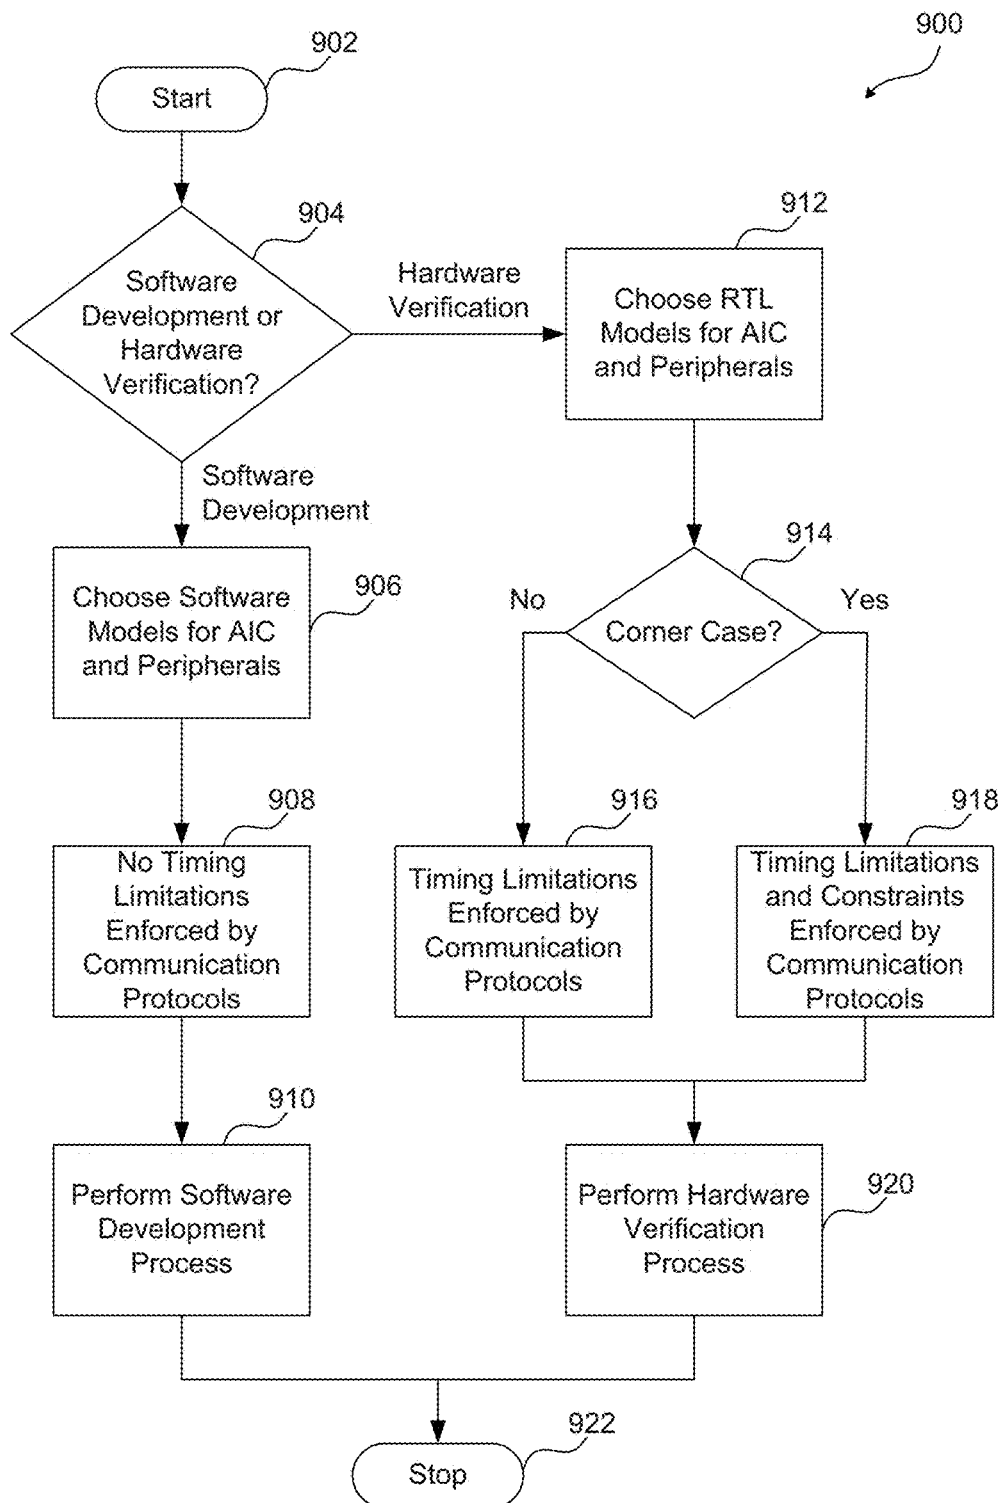 900
902
Start
904
Software
Development or
Hardware
Verification?
Hardware
Verification
912
Choose RTL
Models for AIC
and Peripherals
Software
Development
906
Choose Software
Models for AIC
and Peripherals
914
No
Corner Case?
Yes
908
No Timing
Limitations
Enforced by
Communication
Protocols
916
Timing Limitations
Enforced by
Communication
Protocols
918
Timing Limitations
and Constraints
Enforced by
Communication
Protocols
910
Perform Software
Development
Process
920
Perform Hardware
Verification
Process
922
Stop